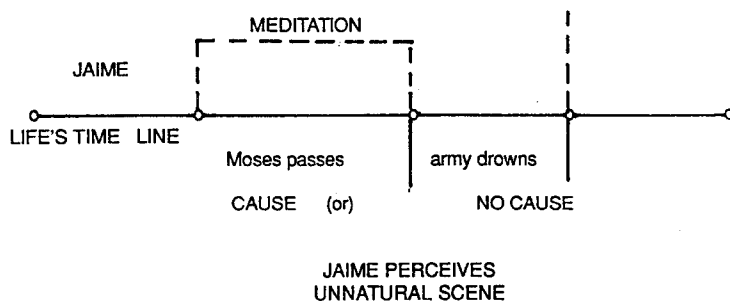 MEDITATION
JAIME
LIFE'S TIME LINE
Moses passes army drowns
CAUSE (or) NO CAUSE
JAIME PERCEIVES
UNNATURAL SCENE